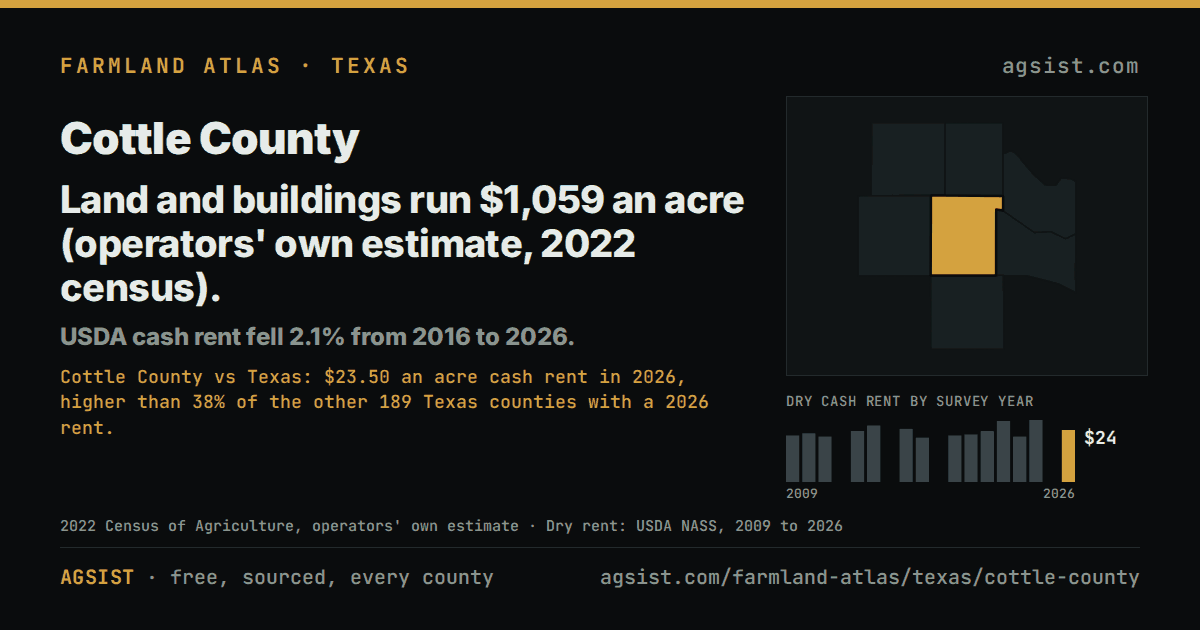 FARMLAND ATLAS · TEXAS
agsist.com
Cottle County
Land and buildings run $1,059 an acre
(operators' own estimate, 2022
census).
USDA cash rent fell 2.1% from 2016 to 2026.
Cottle County vs Texas: $23.50 an acre cash rent in 2026,
higher than 38% of the other 189 Texas counties with a 2026
rent.
DRY CASH RENT BY SURVEY YEAR
$24
2009
2026
2022 Census of Agriculture, operators' own estimate · Dry rent: USDA NASS, 2009 to 2026
AGSIST · free, sourced, every county
agsist.com/farmland-atlas/texas/cottle-county